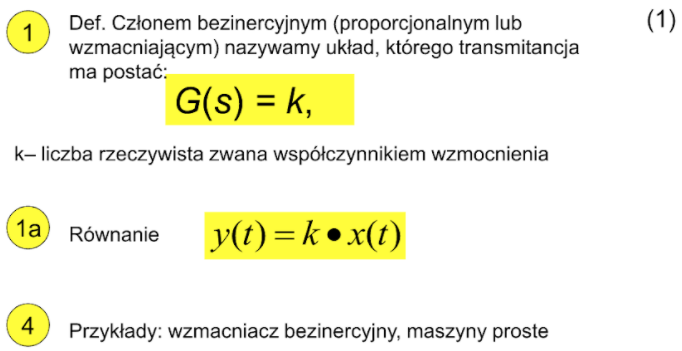 1 Def. Członem bezinercyjnym (proporcjonalnym lub (1)
wzmacniającym) nazywamy układ, którego transmitancja
ma postać:
G(s) = k,
k– liczba rzeczywista zwana współczynnikiem wzmocnienia
1a Równanie y(t) = k • x(t)
4 Przykłady: wzmacniacz bezinercyjny, maszyny proste